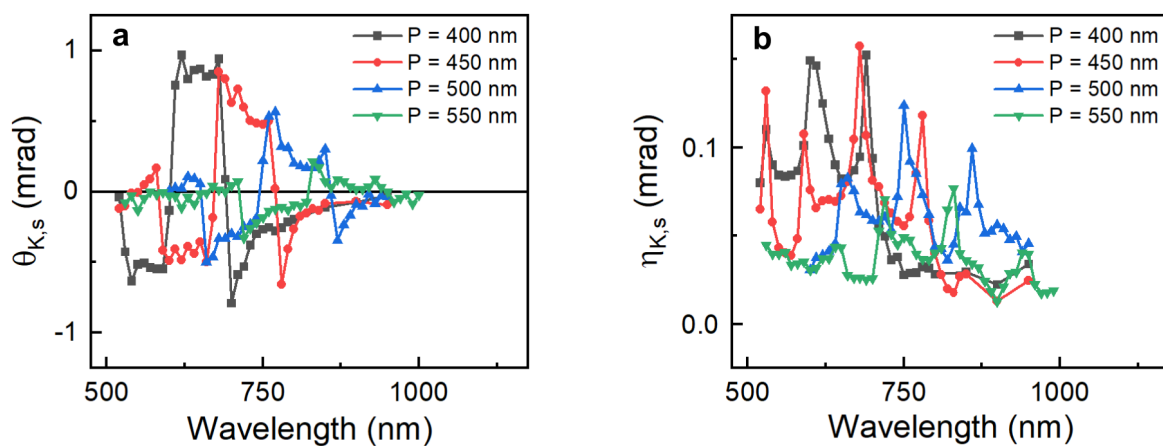 a
P = 400 nm
P = 450 nm
P = 500 nm
P = 550 nm
1
0
-1
θK,s (mrad)
500
750
1000
Wavelength (nm)
b
P = 400 nm
P = 450 nm
P = 500 nm
P = 550 nm
0.1
0.0
ηK,s (mrad)
500
750
1000
Wavelength (nm)